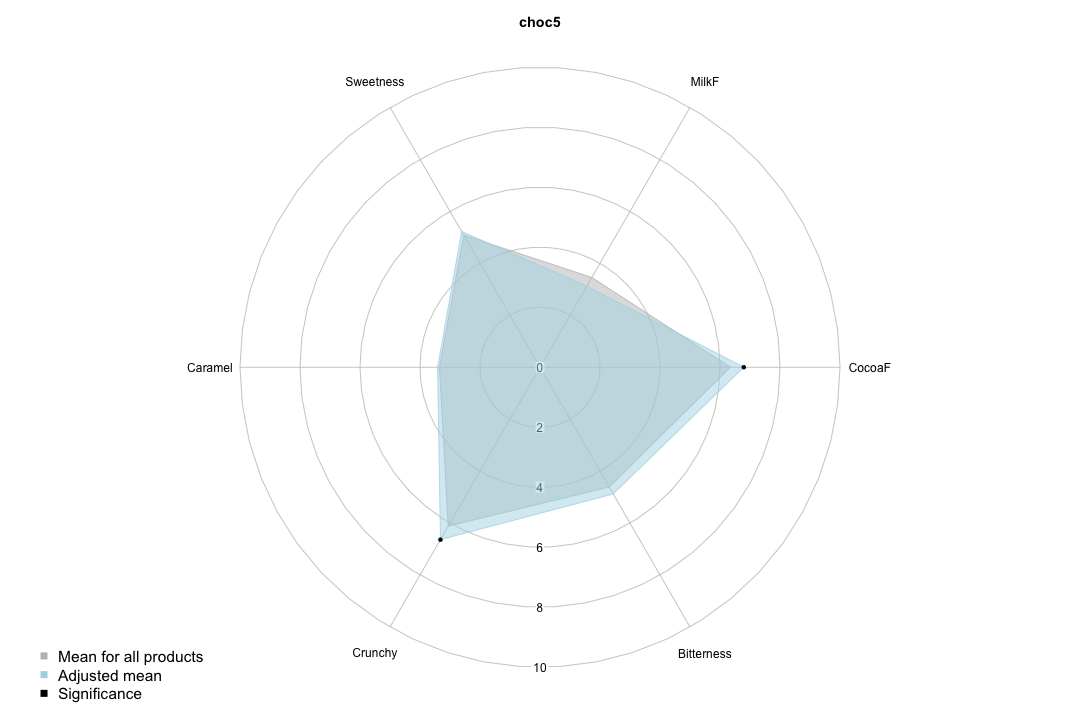 choc5
Sweetness
MilkF
Caramel
0
CocoaF
2
4
6
8
10
Crunchy
Bitterness
Mean for all products
Adjusted mean
Significance